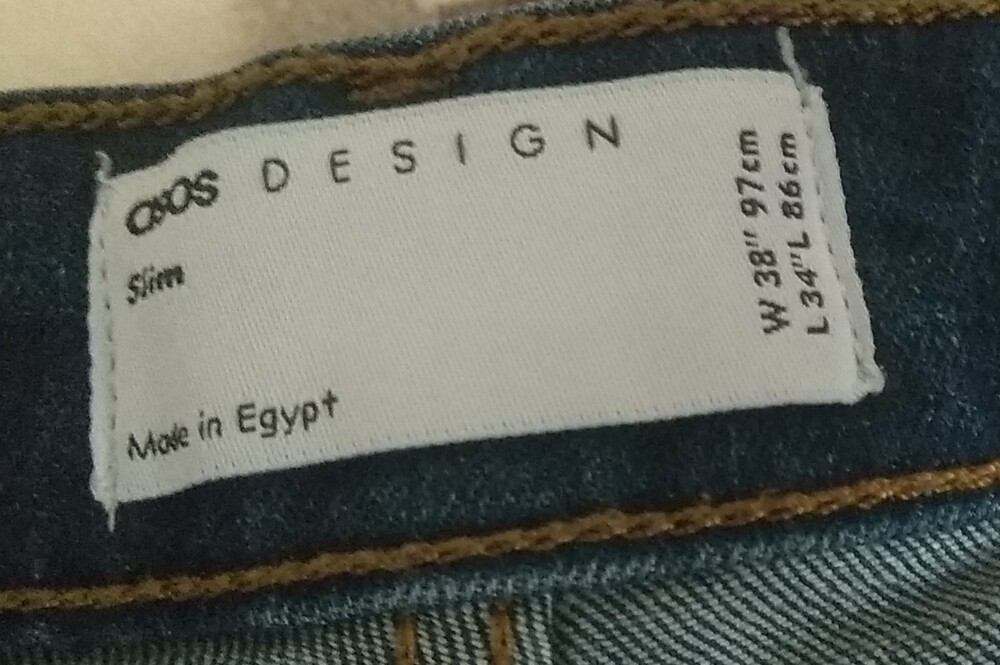 asos DESIGN
Slim
Made in Egypt
W 38" 97cm
L 34"L 86cm